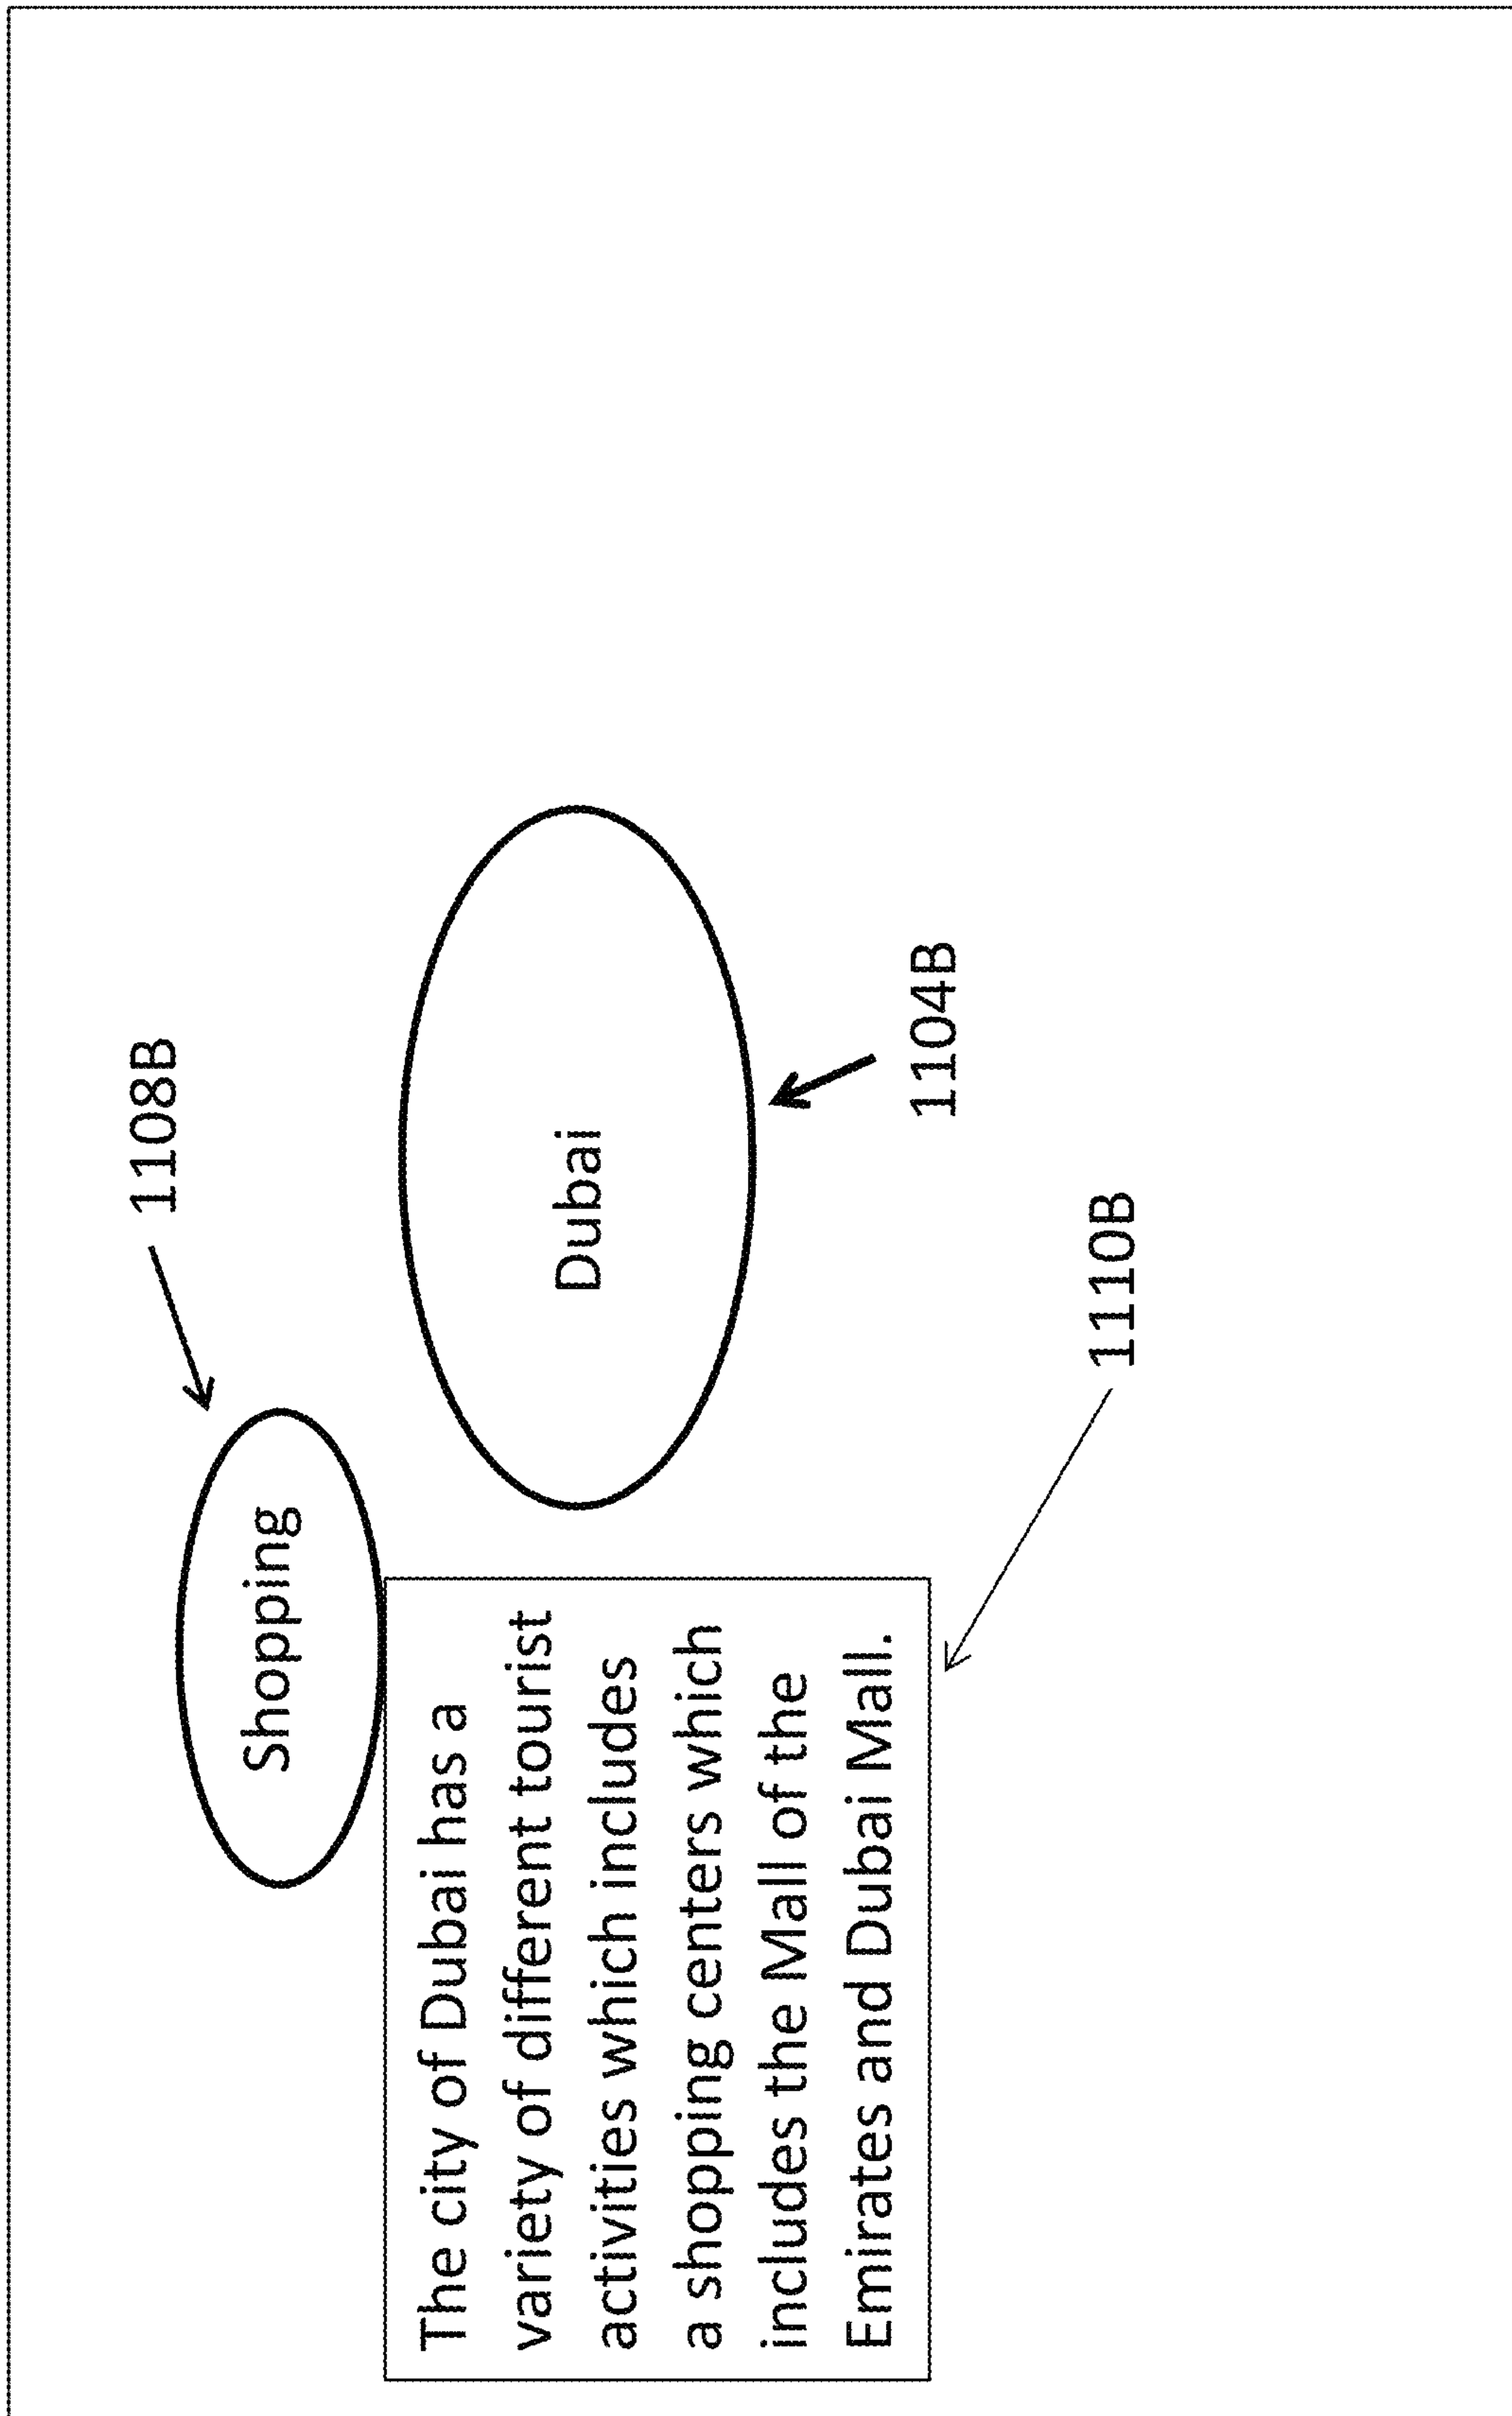 1108B
Shopping
The city of Dubai has a
variety of different tourist
activities which includes
a shopping centers which
includes the Mall of the
Emirates and Dubai Mall.
Dubai
1104B
1110B